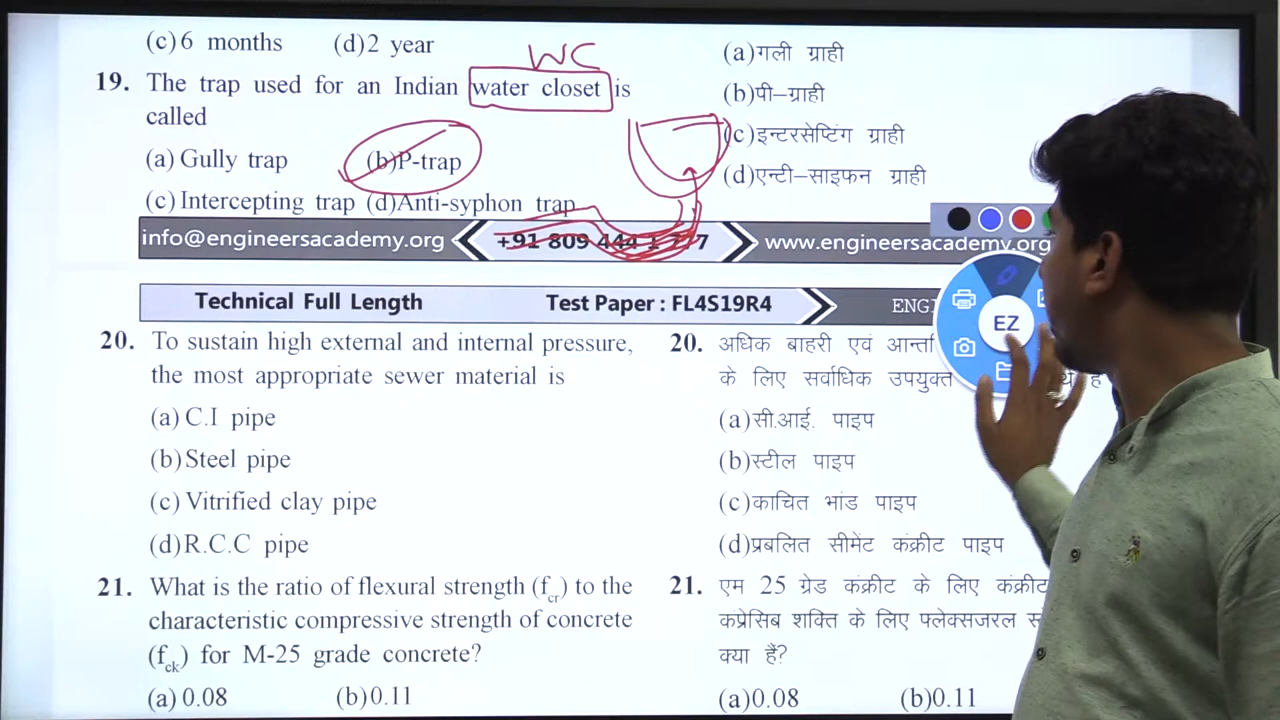 (c) 6 months (d) 2 year
WC
19. The trap used for an Indian water closet is
called
(a) Gully trap (b) P-trap
(c) Intercepting trap (d) Anti-syphon trap
(a) गली ग्राही
(b) पी–ग्राही
(c) इन्टरसेप्टिंग ग्राही
(d) एन्टी–साइफन ग्राही
info@engineersacademy.org +91 809 444 7 www.engineersacademy.org
Technical Full Length Test Paper : FL4S19R4 ENGI
20. To sustain high external and internal pressure,
the most appropriate sewer material is
(a) C.I pipe
(b) Steel pipe
(c) Vitrified clay pipe
(d) R.C.C pipe
20. अधिक बाहरी एवं
के लिए सर्वाधिक उपयुक्त
(a) सी.आई. पाइप
(b) स्टील पाइप
(c) काचित भांड पाइप
(d) प्रबलित सीमेंट कंक्रीट पाइप
EZ
21. What is the ratio of flexural strength (fcr) to the
characteristic compressive strength of concrete
(fck) for M-25 grade concrete?
(a) 0.08 (b) 0.11
21. एम 25 ग्रेड कंक्रीट के लिए कंक्रीट
कंप्रेसिब शक्ति के लिए फ्लेक्सजरल
क्या हैं?
(a) 0.08 (b) 0.11